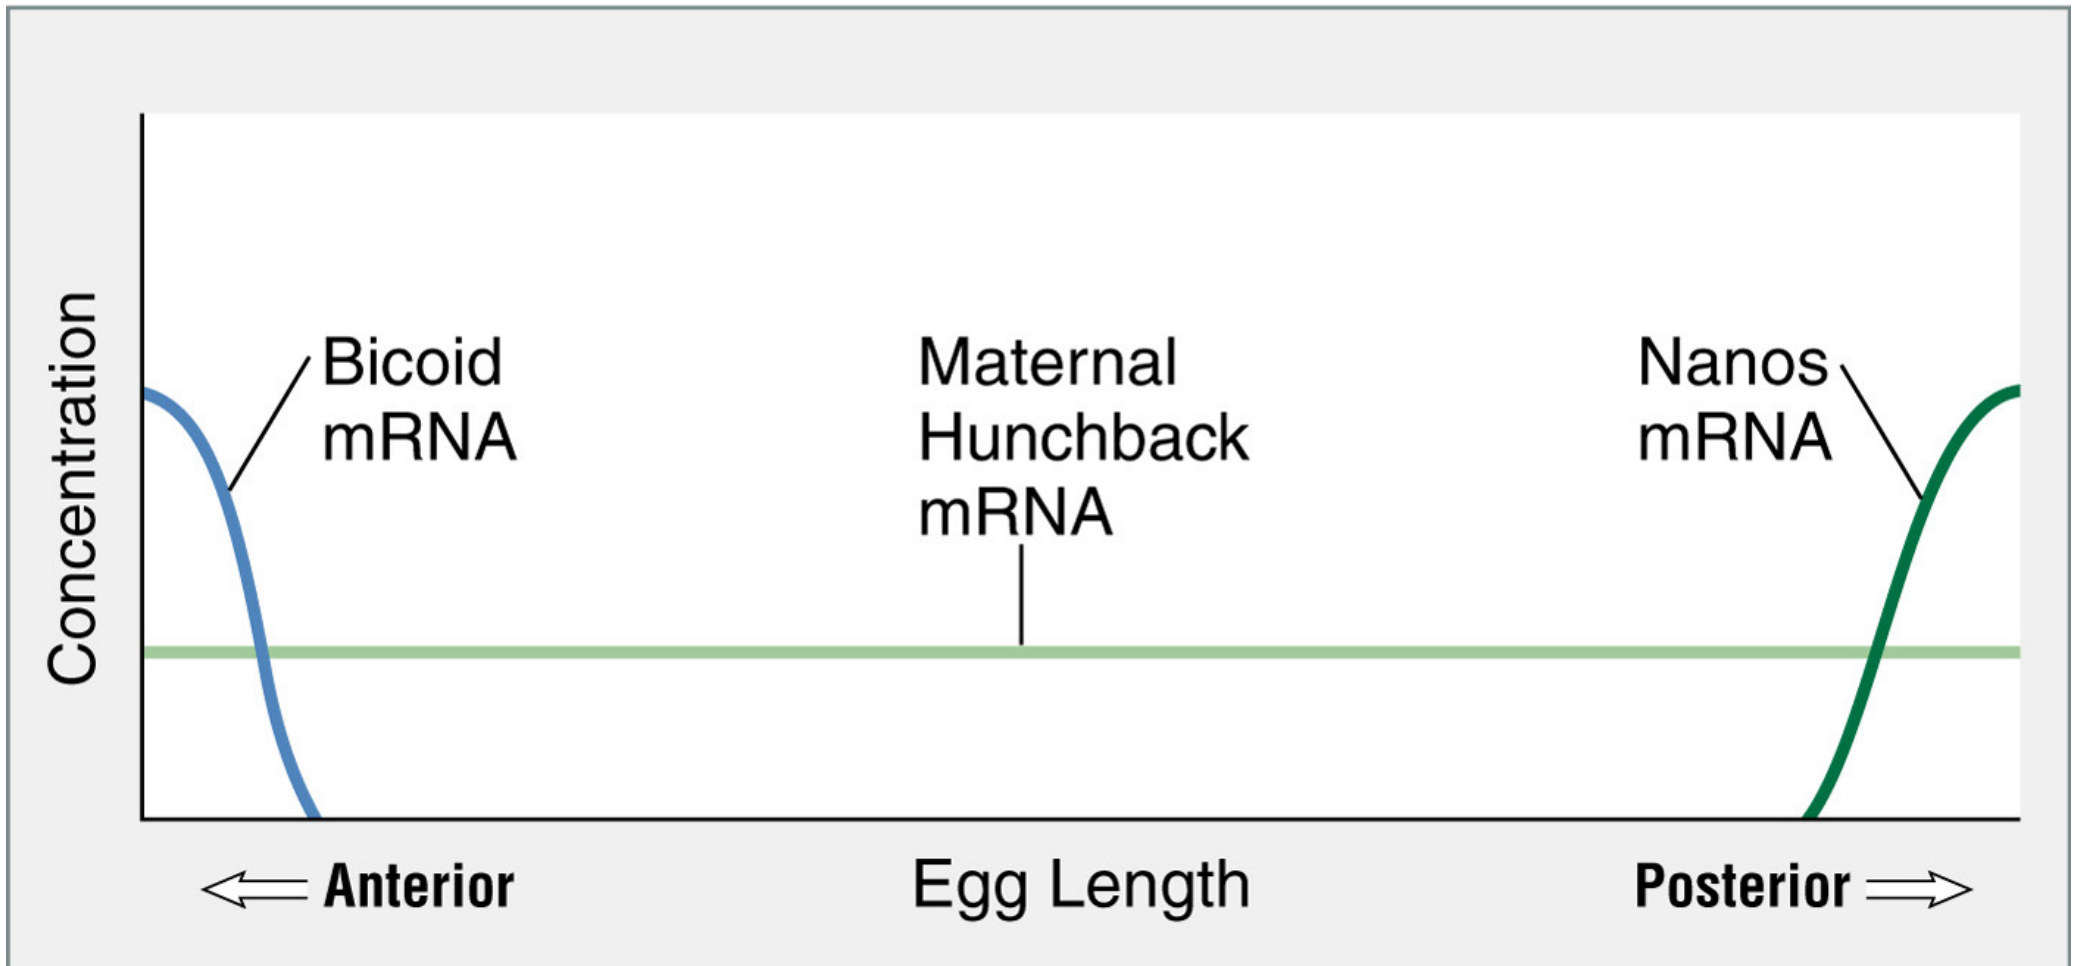 Concentration
Bicoid
mRNA
Maternal
Hunchback
mRNA
Nanos
mRNA
Anterior
Egg Length
Posterior